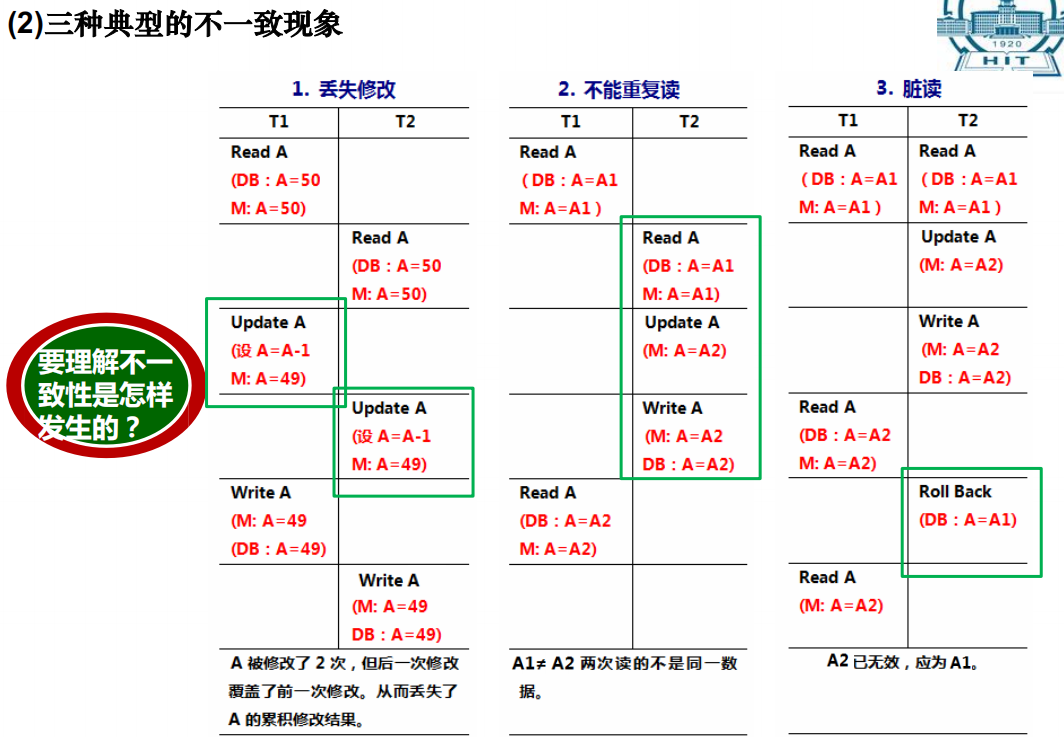 (2)三种典型的不一致现象
1920
HIT
要理解不一
致性是怎样
发生的？
1. 丢失修改
T1
T2
Read A
(DB：A=50
M: A=50)
Read A
(DB：A=50
M: A=50)
Update A
(设 A=A-1
M: A=49)
Update A
(设 A=A-1
M: A=49)
Write A
(M: A=49
(DB：A=49)
Write A
(M: A=49
DB：A=49)
A 被修改了 2 次，但后一次修改
覆盖了前一次修改。从而丢失了
A 的累积修改结果。
2. 不能重复读
T1
T2
Read A
（DB：A=A1
M: A=A1）
Read A
(DB：A=A1
M: A=A1)
Update A
(M: A=A2)
Write A
(M: A=A2
DB：A=A2)
Read A
(DB：A=A2
M: A=A2)
A1≠ A2 两次读的不是同一数
据。
3. 脏读
T1
T2
Read A
（DB：A=A1
M: A=A1）
Read A
（DB：A=A1
M: A=A1）
Update A
(M: A=A2)
Write A
(M: A=A2
DB：A=A2)
Read A
(DB：A=A2
M: A=A2)
Roll Back
(DB：A=A1)
Read A
(M: A=A2)
A2 已无效，应为 A1。